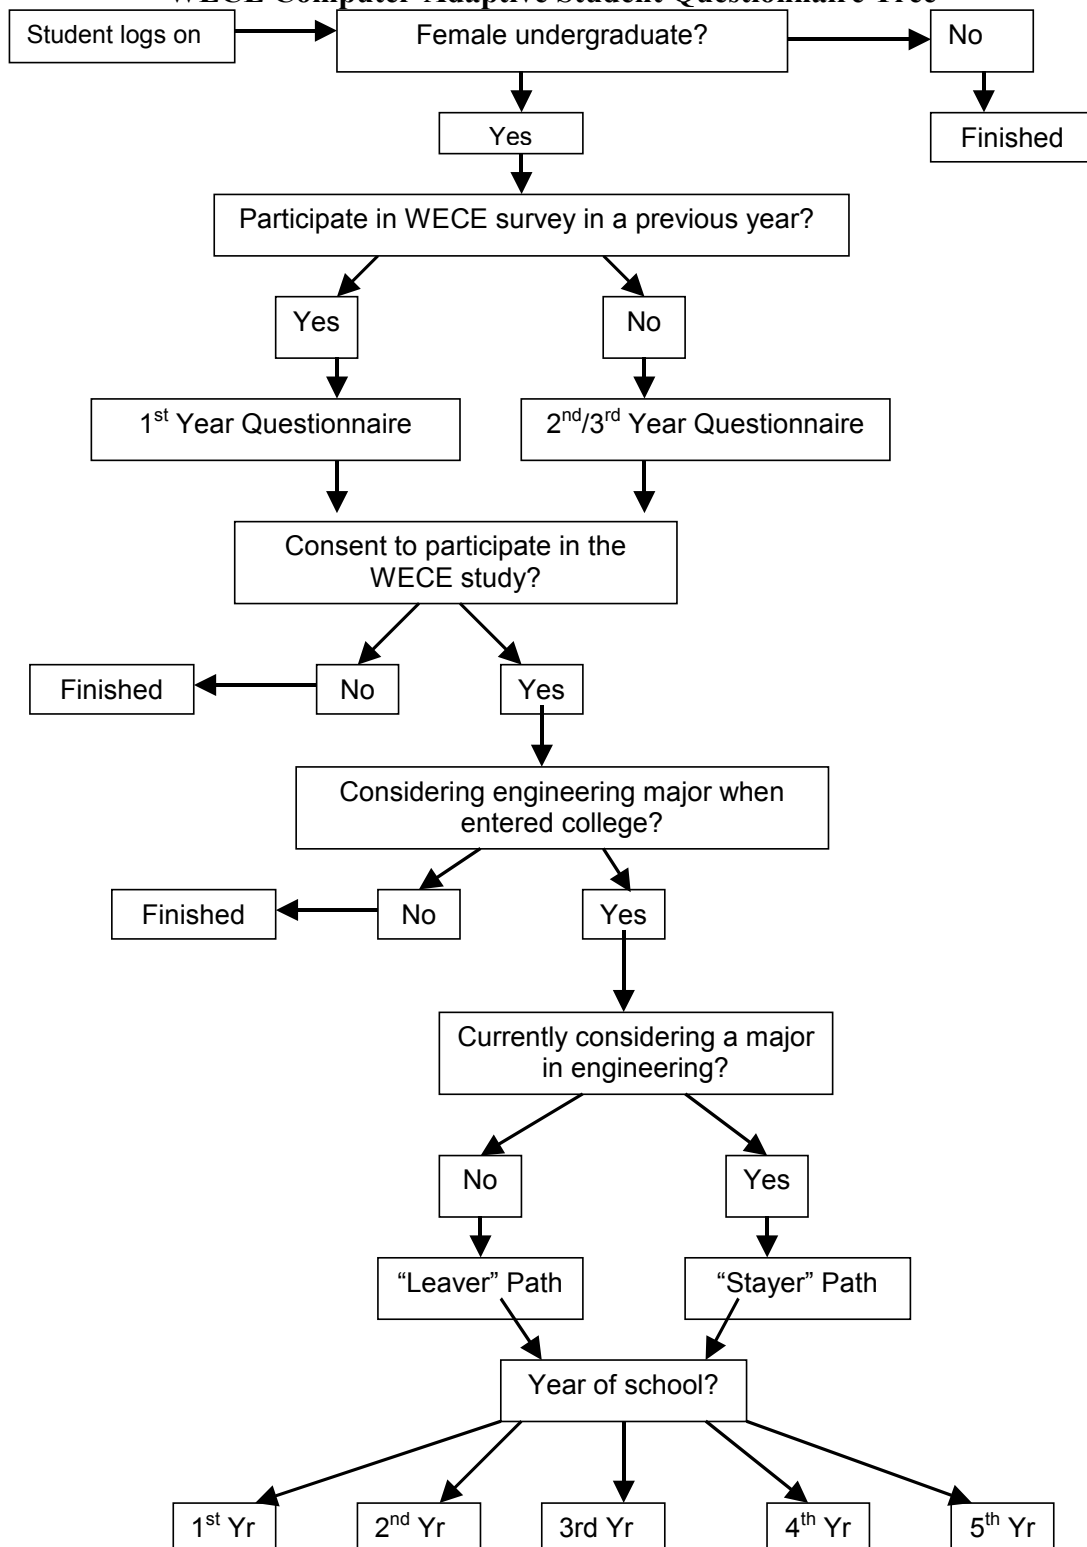 WECE Computer Adaptive Student Questionnaire Tree
Student logs on
Female undergraduate?
No
Yes
Finished
Participate in WECE survey in a previous year?
Yes
No
1st Year Questionnaire
2nd/3rd Year Questionnaire
Consent to participate in the
WECE study?
Finished
No
Yes
Considering engineering major when
entered college?
Finished
No
Yes
Currently considering a major
in engineering?
No
Yes
“Leaver” Path
“Stayer” Path
Year of school?
1st Yr
2nd Yr
3rd Yr
4th Yr
5th Yr